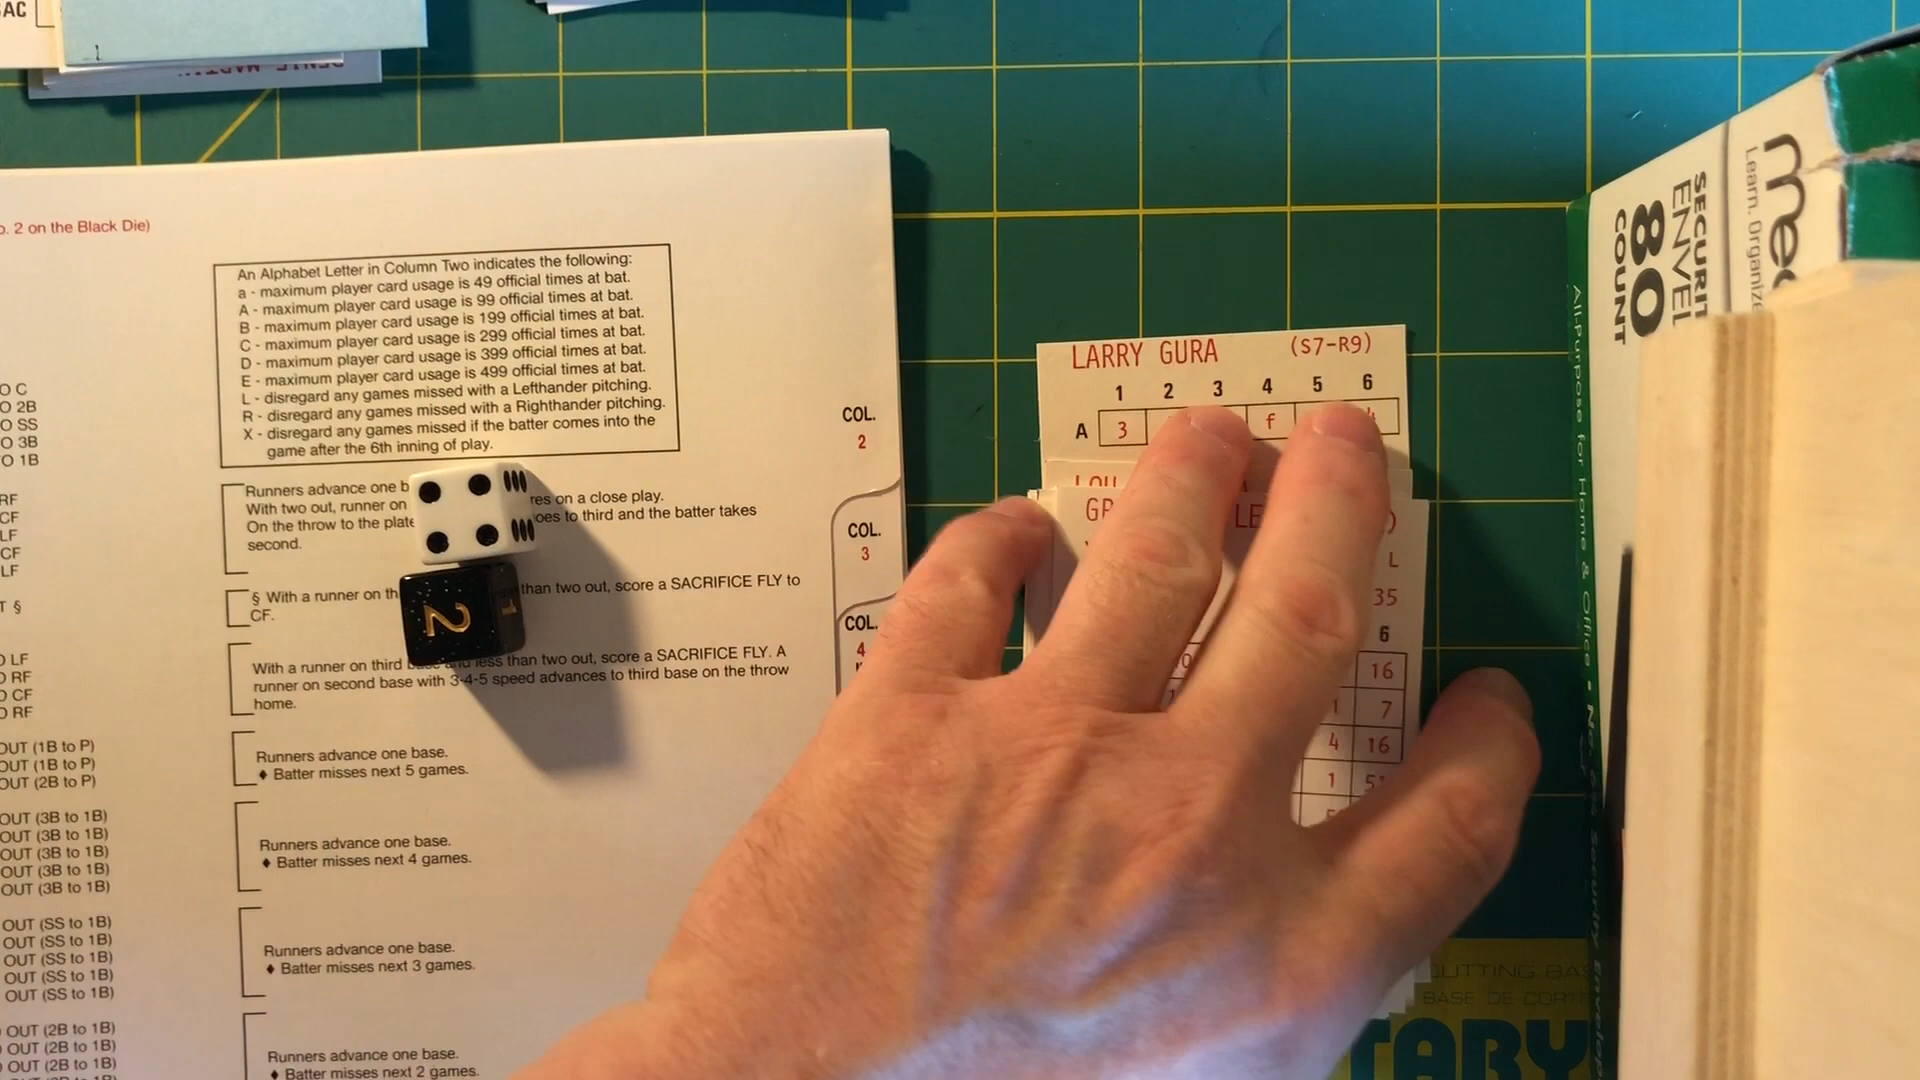 AC
o. 2 on the Black Die)
An Alphabet Letter in Column Two indicates the following:
a - maximum player card usage is 49 official times at bat.
A - maximum player card usage is 99 official times at bat.
B - maximum player card usage is 199 official times at bat.
C - maximum player card usage is 299 official times at bat.
D - maximum player card usage is 399 official times at bat.
E - maximum player card usage is 499 official times at bat.
L - disregard any games missed with a Lefthander pitching.
R - disregard any games missed with a Righthander pitching.
X - disregard any games missed if the batter comes into the
game after the 6th inning of play.
O C
O 2B
O SS
O 3B
O 1B
RF
CF
LF
CF
LF
T §
O LF
O RF
O CF
O RF
OUT (1B to P)
OUT (1B to P)
OUT (2B to P)
OUT (3B to 1B)
OUT (3B to 1B)
OUT (3B to 1B)
OUT (3B to 1B)
OUT (3B to 1B)
OUT (SS to 1B)
OUT (SS to 1B)
OUT (SS to 1B)
OUT (SS to 1B)
OUT (SS to 1B)
OUT (2B to 1B)
OUT (2B to 1B)
OUT (2B to 1B)
Runners advance one b
With two out, runner on res on a close play.
On the throw to the plate oes to third and the batter takes
second.
§ With a runner on th than two out, score a SACRIFICE FLY to
CF.
With a runner on third base and less than two out, score a SACRIFICE FLY. A
runner on second base with 3-4-5 speed advances to third base on the throw
home.
Runners advance one base.
♦ Batter misses next 5 games.
Runners advance one base.
♦ Batter misses next 4 games.
Runners advance one base.
♦ Batter misses next 3 games.
Runners advance one base.
♦ Batter misses next 2 games.
COL.
2
COL.
3
COL.
4
2
LARRY GURA (S7-R9)
1 2 3 4 5 6
A 3 f
LOU
GR LE )
L
35
6
16
1 7
4 16
1
SECURIT
ENVEL
80
COUNT
Learn. Organize
All-Purpose for Home & Office • No. 
CUTTING BAS
BASE DE CORT
TARY